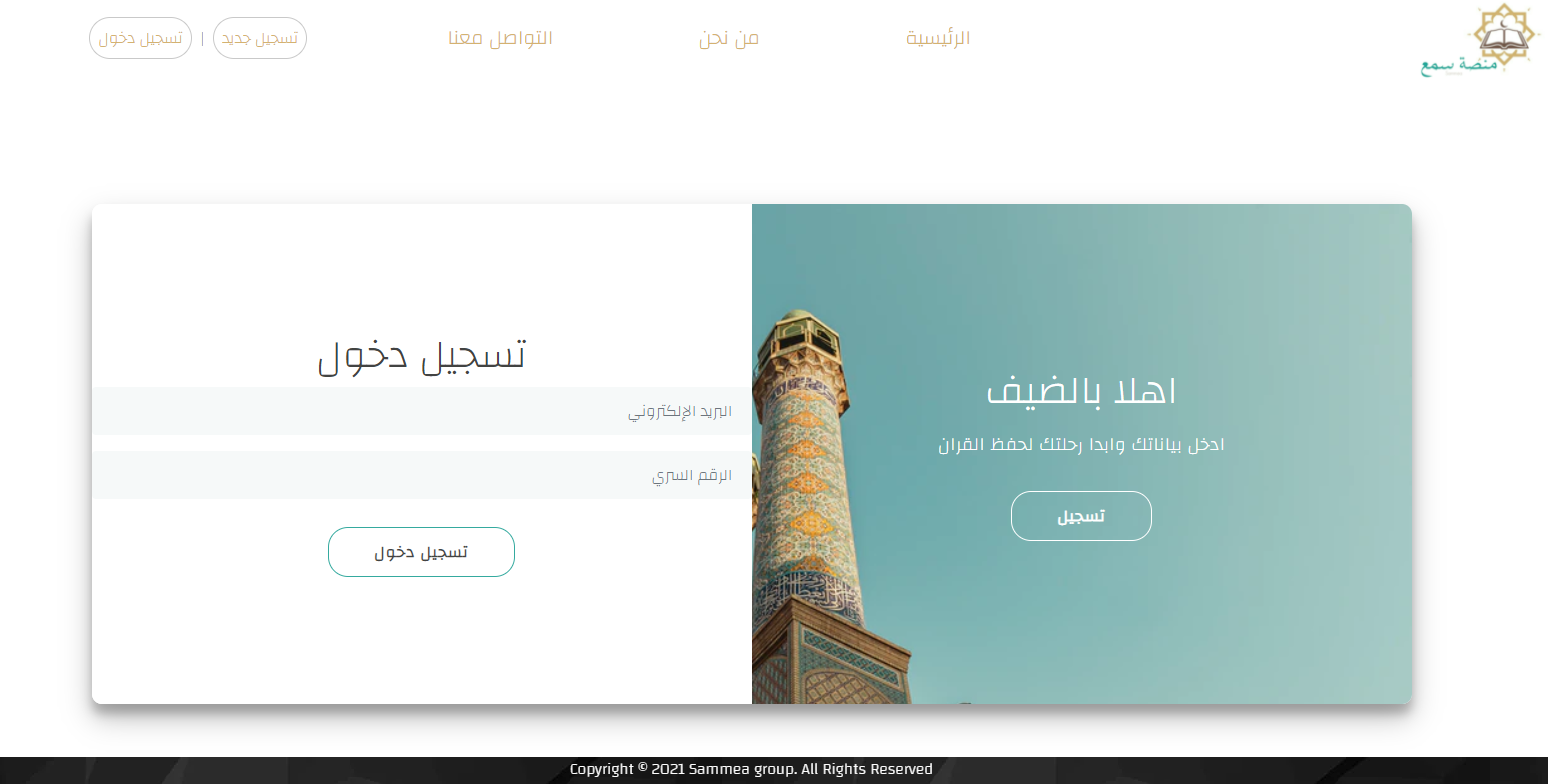 منصة سمع
الرئيسية
من نحن
التواصل معنا
تسجيل جديد | تسجيل دخول
اهلا بالضيف
ادخل بياناتك وابدا رحلتك لحفظ القران
تسجيل
تسجيل دخول
البريد الإلكتروني
الرقم السري
تسجيل دخول
Copyright © 2021 Sammea group. All Rights Reserved